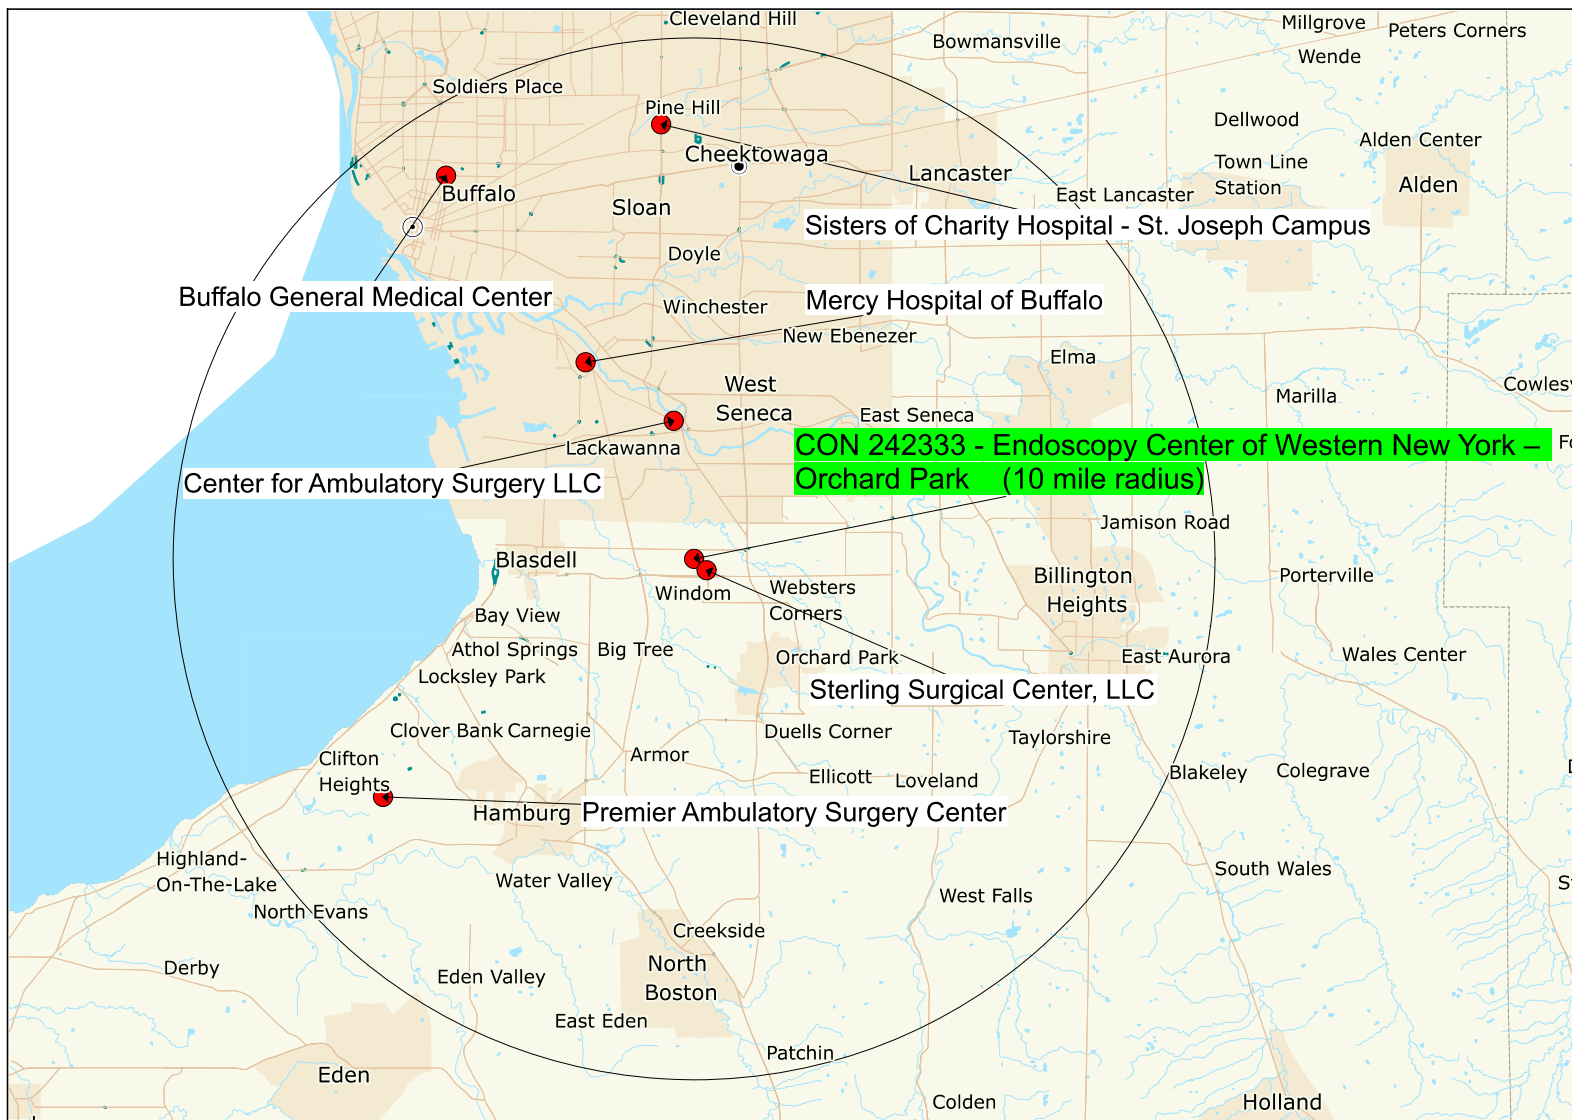 Cleveland Hill
Millgrove
Peters Corners
Bowmansville
Wende
Soldiers Place
Pine Hill
Dellwood
Alden Center
Cheektowaga
Town Line
Station
Lancaster
Alden
East Lancaster
Buffalo
Sloan
Sisters of Charity Hospital - St. Joseph Campus
Doyle
Buffalo General Medical Center
Mercy Hospital of Buffalo
Winchester
New Ebenezer
Elma
West
Seneca
Cowlesv
Marilla
East Seneca
Lackawanna
CON 242333 - Endoscopy Center of Western New York –
Orchard Park (10 mile radius)
Fo
Center for Ambulatory Surgery LLC
Jamison Road
Blasdell
Billington
Heights
Porterville
Windom
Websters
Corners
Bay View
Athol Springs
Big Tree
Orchard Park
East Aurora
Wales Center
Locksley Park
Sterling Surgical Center, LLC
Clover Bank
Carnegie
Duells Corner
Taylorshire
Clifton
Heights
Armor
Ellicott
Loveland
Blakeley
Colegrave
D
Hamburg
Premier Ambulatory Surgery Center
Highland-
On-The-Lake
Water Valley
South Wales
St
West Falls
North Evans
Creekside
Derby
Eden Valley
North
Boston
East Eden
Patchin
Eden
Colden
Holland